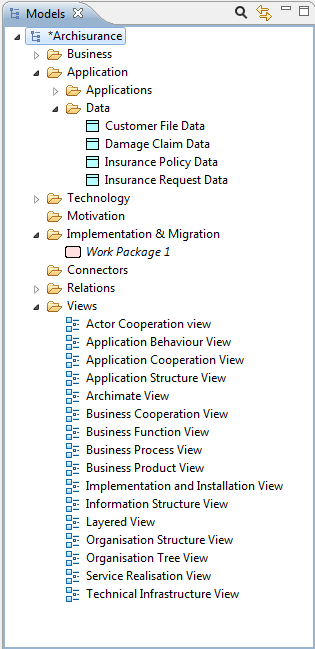 Models
*Archisurance
Business
Application
Applications
Data
Customer File Data
Damage Claim Data
Insurance Policy Data
Insurance Request Data
Technology
Motivation
Implementation & Migration
Work Package 1
Connectors
Relations
Views
Actor Cooperation view
Application Behaviour View
Application Cooperation View
Application Structure View
Archimate View
Business Cooperation View
Business Function View
Business Process View
Business Product View
Implementation and Installation View
Information Structure View
Layered View
Organisation Structure View
Organisation Tree View
Service Realisation View
Technical Infrastructure View